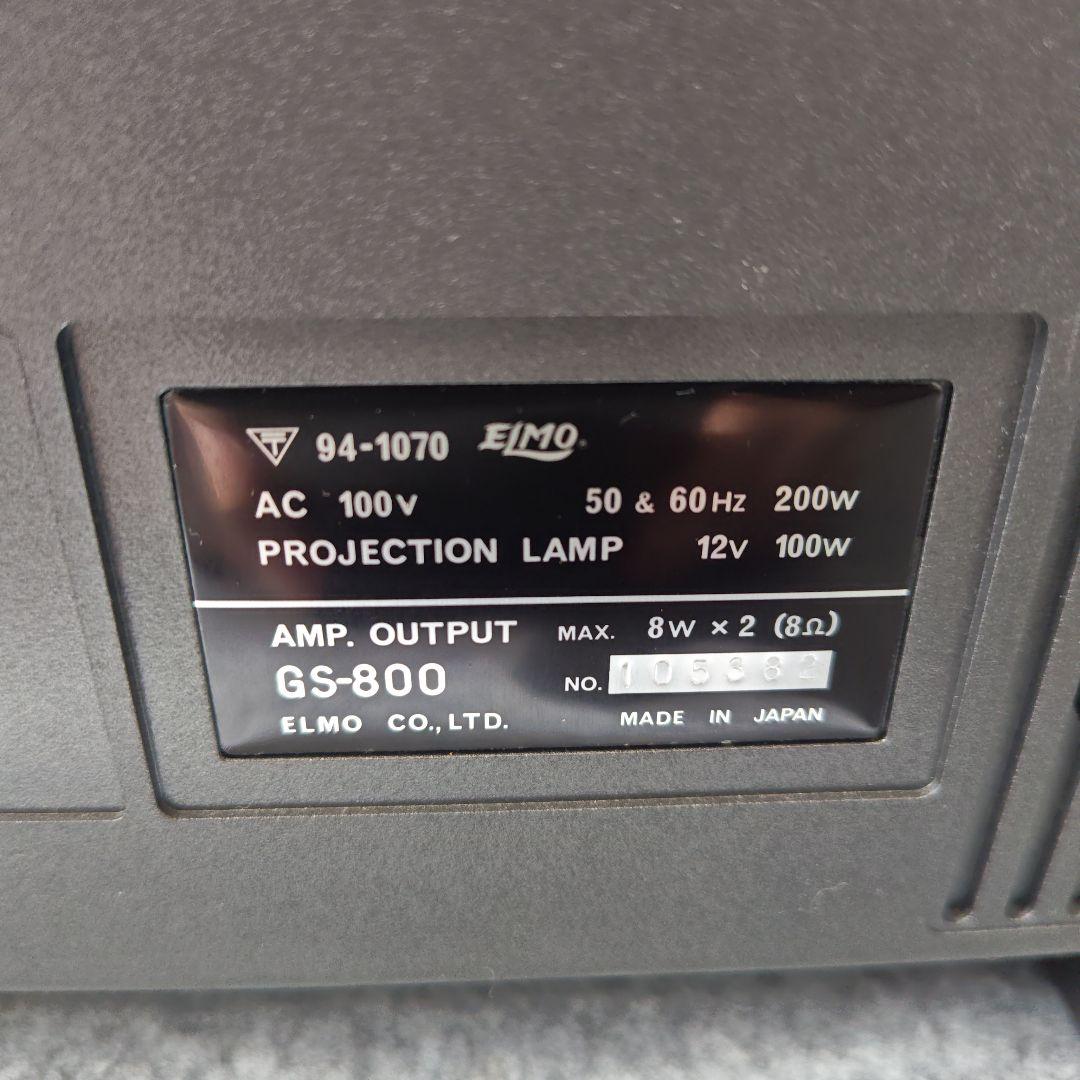 94-1070 ELMO
AC 100V 50 & 60Hz 200W
PROJECTION LAMP 12V 100W
AMP. OUTPUT MAX. 8W × 2 (8Ω)
GS-800 NO. 105382
ELMO CO., LTD. MADE IN JAPAN